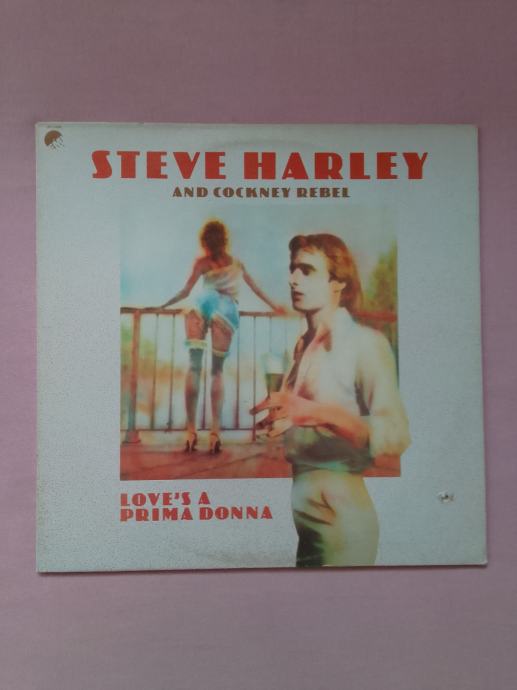 STEVE HARLEY
AND COCKNEY REBEL
LOVE'S A
PRIMA DONNA